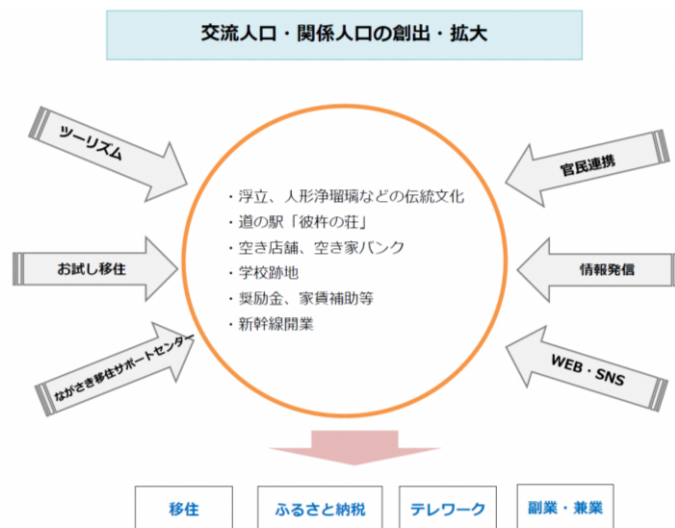 交流人口・関係人口の創出・拡大
ツーリズム
お試し移住
ながさき移住サポートセンター
・浮立、人形浄瑠璃などの伝統文化
・道の駅「彼杵の荘」
・空き店舗、空き家バンク
・学校跡地
・奨励金、家賃補助等
・新幹線開業
官民連携
情報発信
WEB・SNS
移住
ふるさと納税
テレワーク
副業・兼業